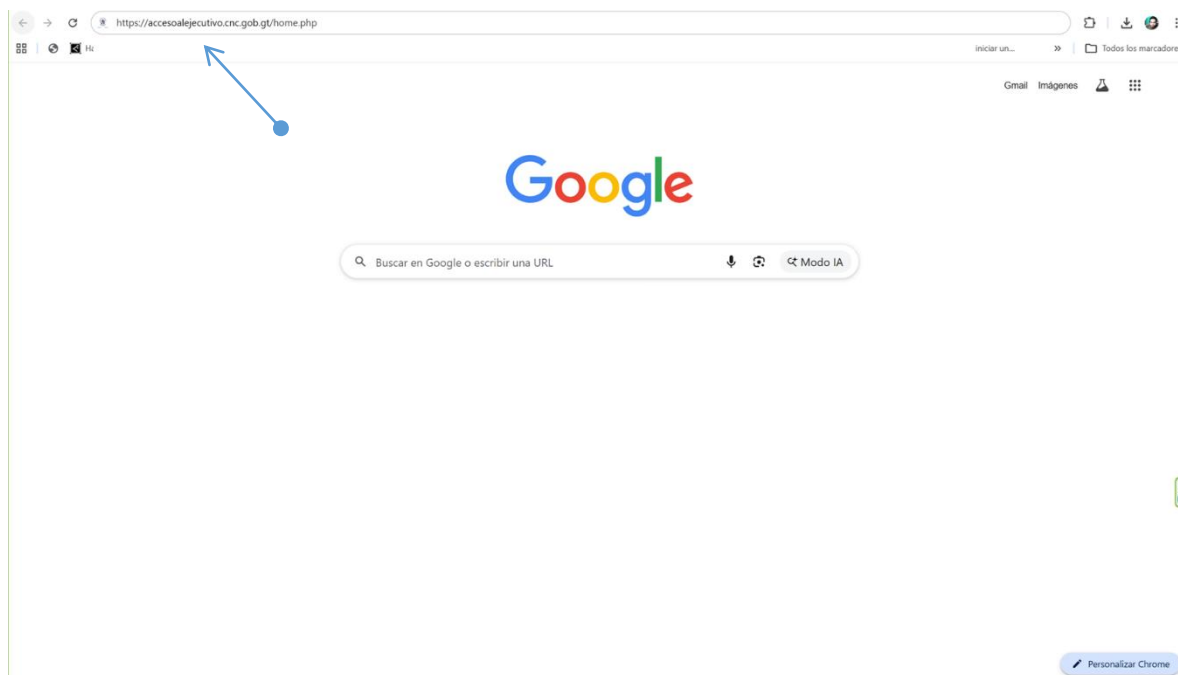 https://accesoalejecutivo.cnc.gob.gt/home.php
iniciar un... » Todos los marcadore
Gmail Imágenes
Google
Buscar en Google o escribir una URL Modo IA
Personalizar Chrome